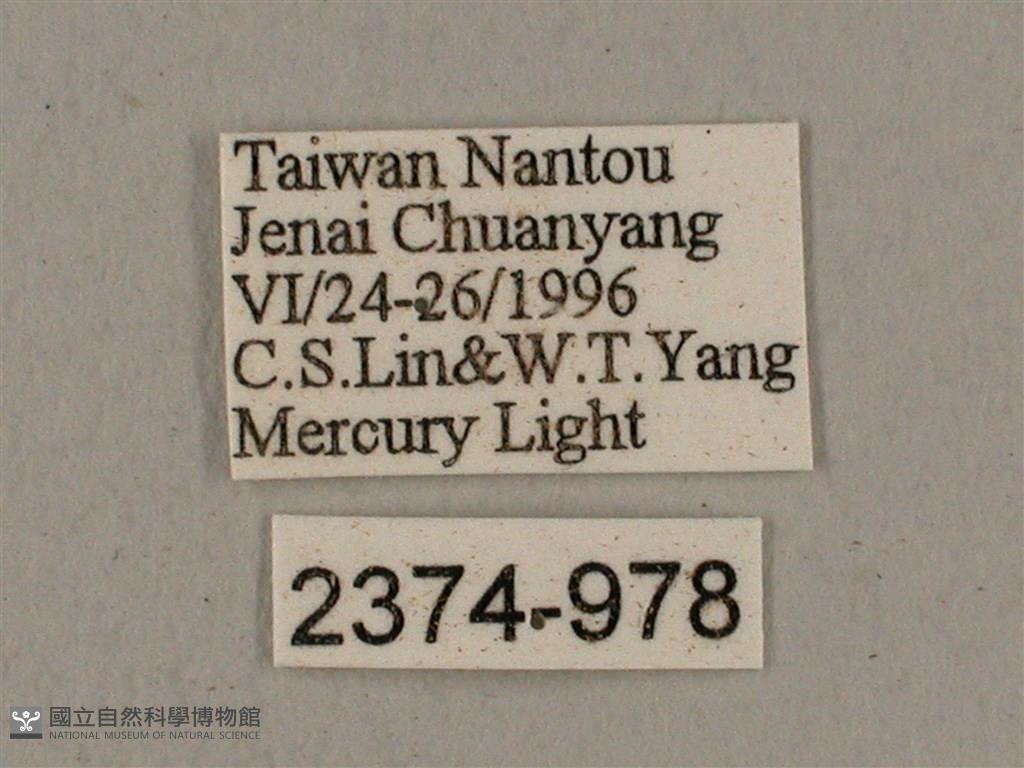 Taiwan Nantou
Jenai Chuanyang
VI/24-26/1996
C.S.Lin&W.T.Yang
Mercury Light
2374-978
國立自然科學博物館
NATIONAL MUSEUM OF NATURAL SCIENCE